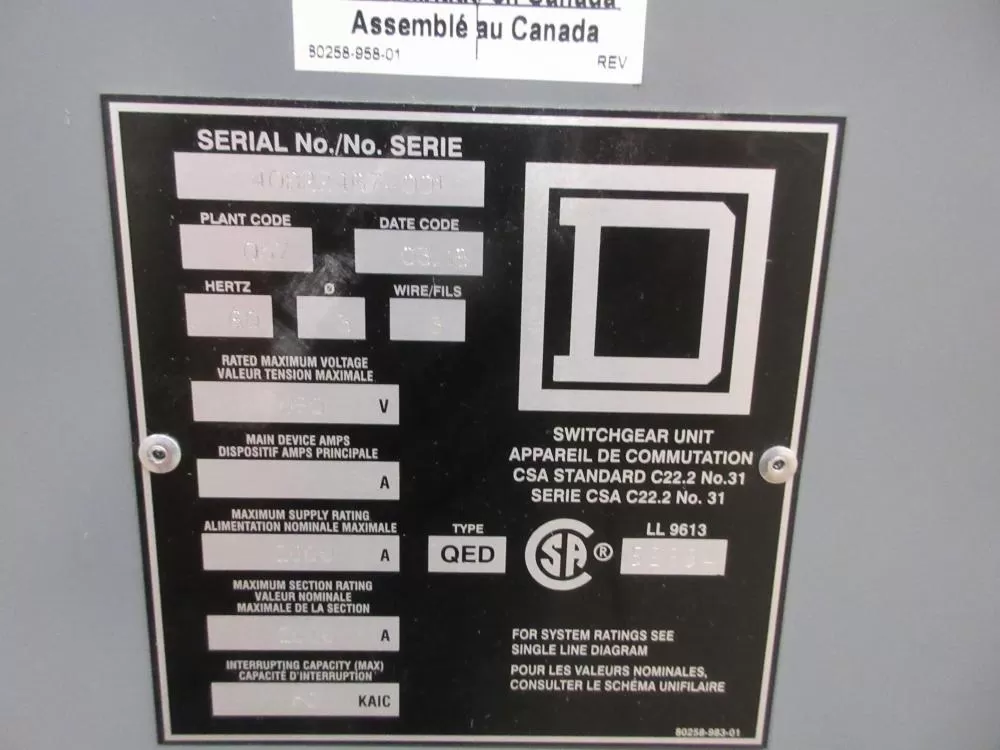 Assemblé au Canada
80258-958-01
REV
SERIAL No./No. SERIE
PLANT CODE
DATE CODE
HERTZ
Ø
WIRE/FILS
60
3
3
RATED MAXIMUM VOLTAGE
VALEUR TENSION MAXIMALE
V
MAIN DEVICE AMPS
DISPOSITIF AMPS PRINCIPALE
A
MAXIMUM SUPPLY RATING
ALIMENTATION NOMINALE MAXIMALE
A
MAXIMUM SECTION RATING
VALEUR NOMINALE
MAXIMALE DE LA SECTION
A
INTERRUPTING CAPACITY (MAX)
CAPACITÉ D'INTERRUPTION
KAIC
D
SWITCHGEAR UNIT
APPAREIL DE COMMUTATION
CSA STANDARD C22.2 No.31
SERIE CSA C22.2 No. 31
TYPE
QED
SA ®
LL 9613
FOR SYSTEM RATINGS SEE
SINGLE LINE DIAGRAM
POUR LES VALEURS NOMINALES,
CONSULTER LE SCHÉMA UNIFILAIRE
80258-983-01